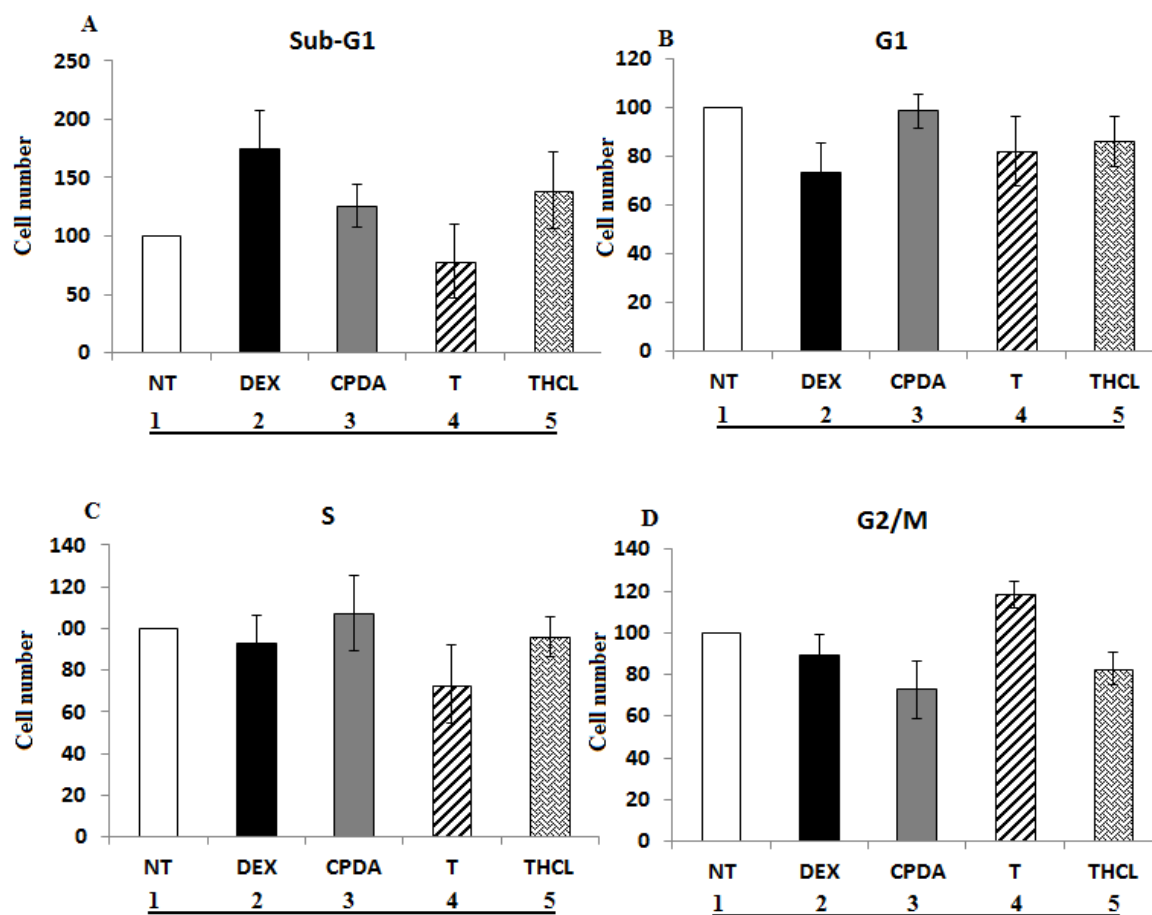 A
Sub-G1
Cell number
250
200
150
100
50
0
NT DEX CPDA T THCL
1 2 3 4 5
B
G1
Cell number
120
100
80
60
40
20
0
NT DEX CPDA T THCL
1 2 3 4 5
C
S
Cell number
140
120
.00
80
60
40
20
0
NT DEX CPDA T THCL
1 2 3 4 5
D
G2/M
Cell number
140
120
100
80
60
40
20
0
NT DEX CPDA T THCL
1 2 3 4 5